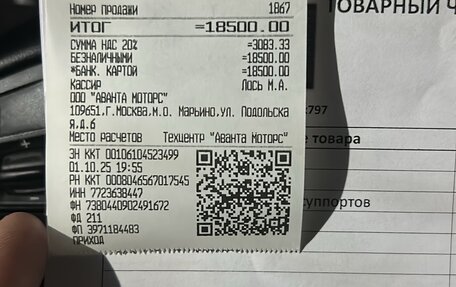 Номер продажи 1867
ИТОГ =18500.00
СУММА НДС 20% =3083.33
БЕЗНАЛИЧНЫМИ =18500.00
*БАНК. КАРТОЙ =18500.00
Кассир Лось М.А.
ООО "АВАНТА МОТОРС"
109651,Г.МОСКВА,М.О. МАРЬИНО,УЛ. ПОДОЛЬСКА
Я,Д.6
Место расчетов Техцентр "Аванта Моторс"
ЗН ККТ 00106104523499
01.10.25 19:55
РН ККТ 0008046567017545
ИНН 7723638447
ФН 7380440902491672
ФД 211
ФП 3971184483
ПРИХОД
ТОВАРНЫЙ Ч
797
е товара
суппортов